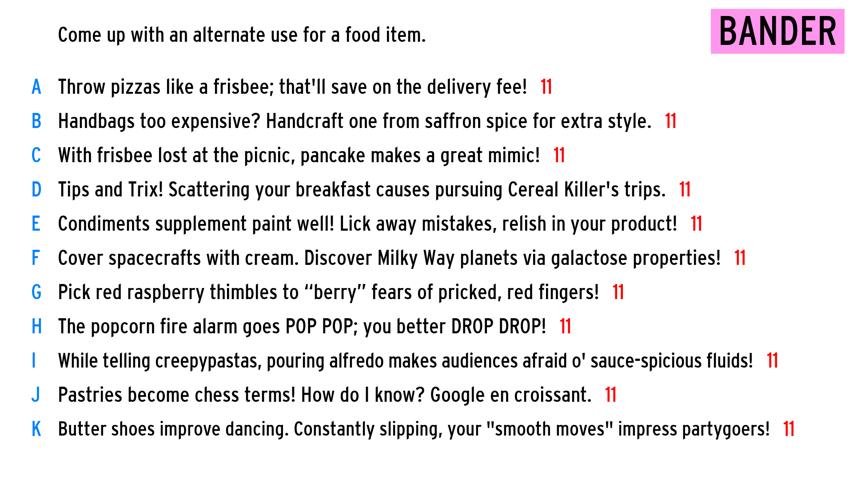 Come up with an alternate use for a food item.
BANDER
A Throw pizzas like a frisbee; that'll save on the delivery fee! 11
B Handbags too expensive? Handcraft one from saffron spice for extra style. 11
C With frisbee lost at the picnic, pancake makes a great mimic! 11
D Tips and Trix! Scattering your breakfast causes pursuing Cereal Killer's trips. 11
E Condiments supplement paint well! Lick away mistakes, relish in your product! 11
F Cover spacecrafts with cream. Discover Milky Way planets via galactose properties! 11
G Pick red raspberry thimbles to “berry” fears of pricked, red fingers! 11
H The popcorn fire alarm goes POP POP; you better DROP DROP! 11
I While telling creepypastas, pouring alfredo makes audiences afraid o' sauce-spicious fluids! 11
J Pastries become chess terms! How do I know? Google en croissant. 11
K Butter shoes improve dancing. Constantly slipping, your "smooth moves" impress partygoers! 11